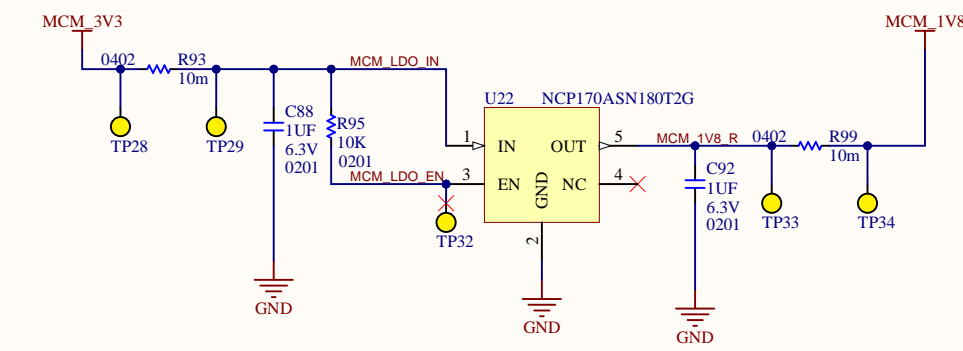 MCM_3V3
MCM_1V8
0402
R93
10m
MCM_LDO_IN
TP28
TP29
C88
1UF
6.3V
0201
R95
10K
0201
MCM_LDO_EN
TP32
U22
NCP170ASN180T2G
1
IN
OUT
5
3
EN
GND
NC
4
2
MCM_1V8_R
0402
R99
10m
C92
1UF
6.3V
0201
TP33
TP34
GND
GND
GND